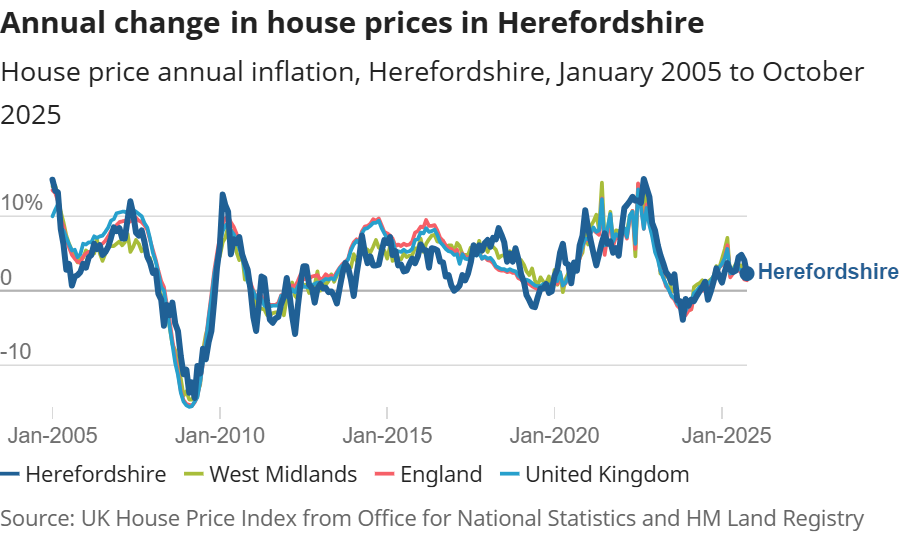 Annual change in house prices in Herefordshire
House price annual inflation, Herefordshire, January 2005 to October
2025
10%
0
-10
Herefordshire
Jan-2005 Jan-2010 Jan-2015 Jan-2020 Jan-2025
Herefordshire West Midlands England United Kingdom
Source: UK House Price Index from Office for National Statistics and HM Land Registry